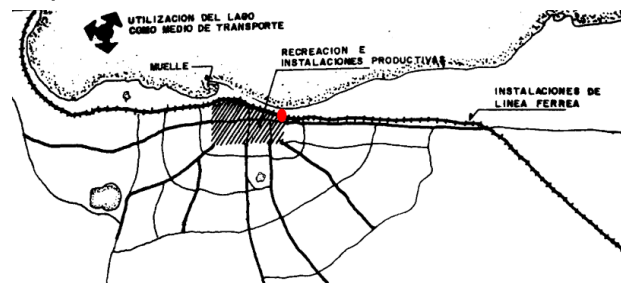 UTILIZACION DEL LAGO
COMO MEDIO DE TRANSPORTE
RECREACION E
INSTALACIONES PRODUCTIVAS
MUELLE
INSTALACIONES DE
LINEA FERREA